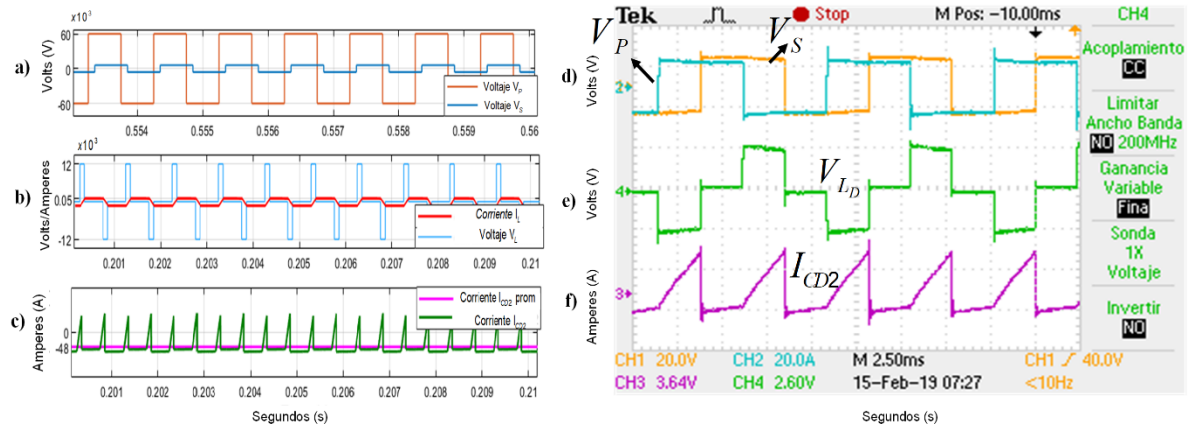 a)
x10³
60
0
-60
Volts (V)
Voltaje V_P
Voltaje V_S
0.554 0.555 0.556 0.557 0.558 0.559 0.56
b)
x10³
12
0.05
-12
Volts/Amperes
Corriente I_L
Voltaje V_L
0.201 0.202 0.203 0.204 0.205 0.206 0.207 0.208 0.209 0.21
c)
0
-48
Amperes (A)
Corriente I_CD2 prom
Corriente I_CD2
0.201 0.202 0.203 0.204 0.205 0.206 0.207 0.208 0.209 0.21
Segundos (s)
Tek Stop M Pos: -10.00ms CH4
V_P V_S
d)
Volts (V)
2
Acoplamiento
CC
Limitar
Ancho Banda
NO 200MHz
e)
Volts (V)
4
V_LD
Ganancia
Variable
Fina
Sonda
1X
Voltaje
f)
Amperes (A)
3
I_CD2
Invertir
NO
CH1 20.0V CH2 20.0A M 2.50ms CH1 40.0V
CH3 3.64V CH4 2.60V 15-Feb-19 07:27 <10Hz
Segundos (s)